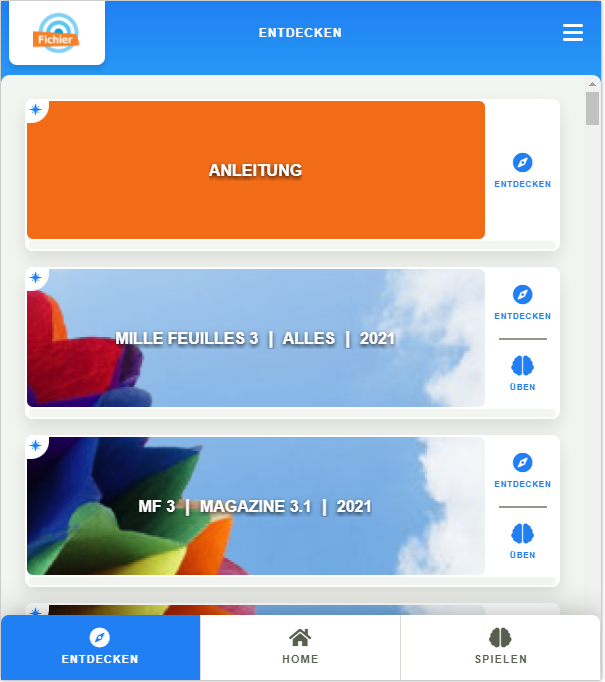 Fichier
ENTDECKEN
ANLEITUNG
ENTDECKEN
MILLE FEUILLES 3 | ALLES | 2021
ENTDECKEN
ÜBEN
MF 3 | MAGAZINE 3.1 | 2021
ENTDECKEN
ÜBEN
ENTDECKEN
HOME
SPIELEN